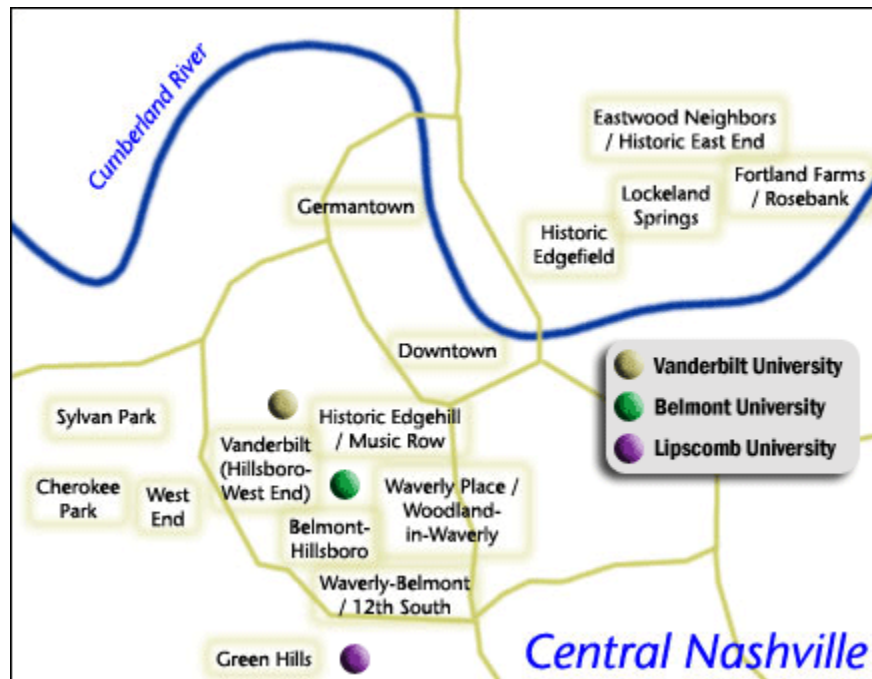 Cumberland River
Eastwood Neighbors
/ Historic East End
Fortland Farms
/ Rosebank
Lockeland
Springs
Germantown
Historic
Edgefield
Downtown
Vanderbilt University
Belmont University
Lipscomb University
Sylvan Park
Historic Edgehill
/ Music Row
Vanderbilt
(Hillsboro-
West End)
Cherokee
Park
West
End
Waverly Place /
Woodland-
in-Waverly
Belmont-
Hillsboro
Waverly-Belmont
/ 12th South
Green Hills
Central Nashville